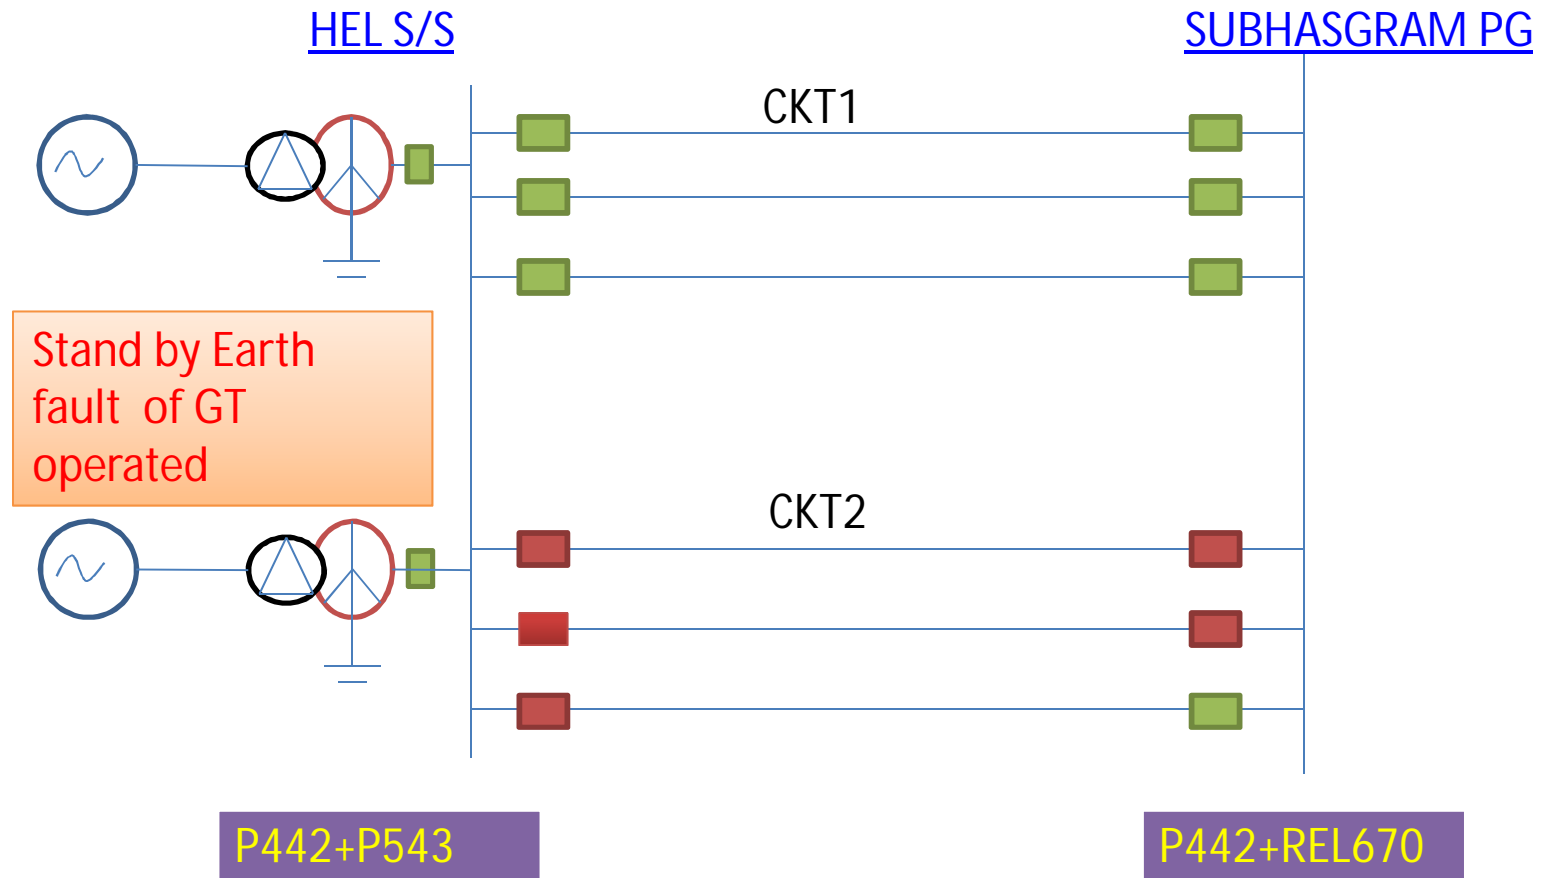 HEL S/S
SUBHASGRAM PG
CKT1
Stand by Earth
fault of GT
operated
CKT2
P442+P543
P442+REL670